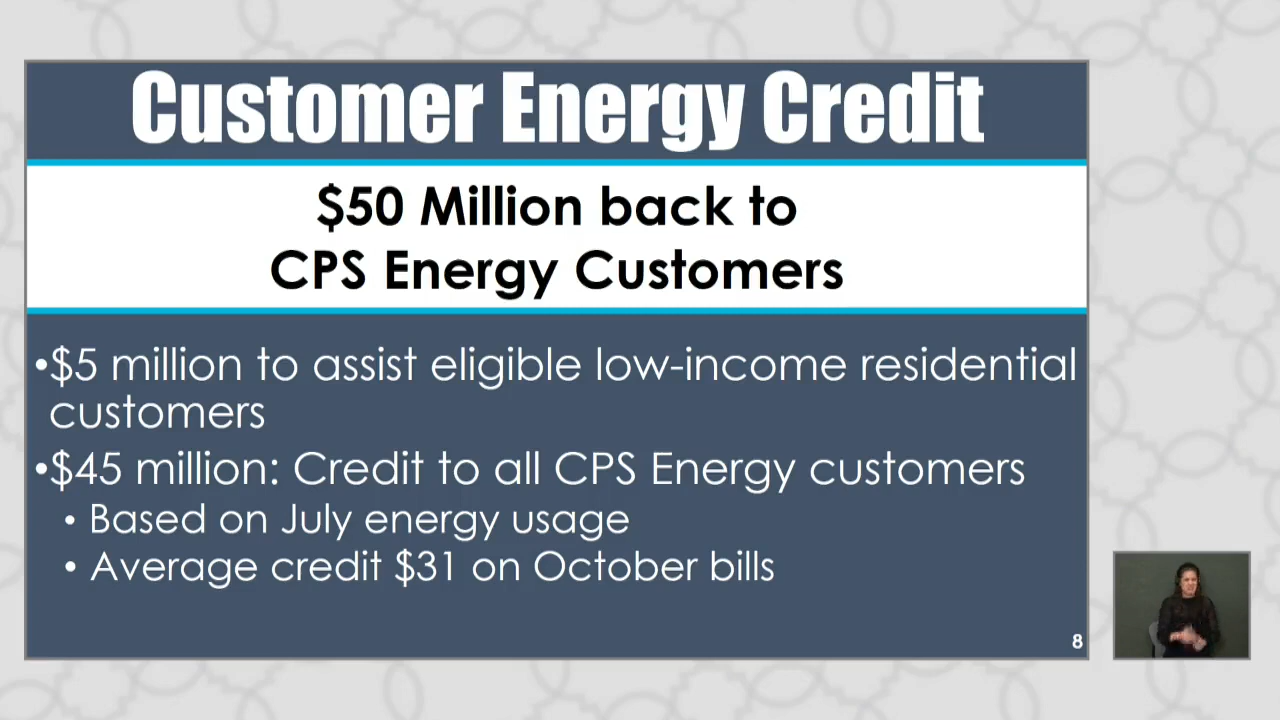 Customer Energy Credit
$50 Million back to
CPS Energy Customers
•$5 million to assist eligible low-income residential
customers
•$45 million: Credit to all CPS Energy customers
• Based on July energy usage
• Average credit $31 on October bills
8